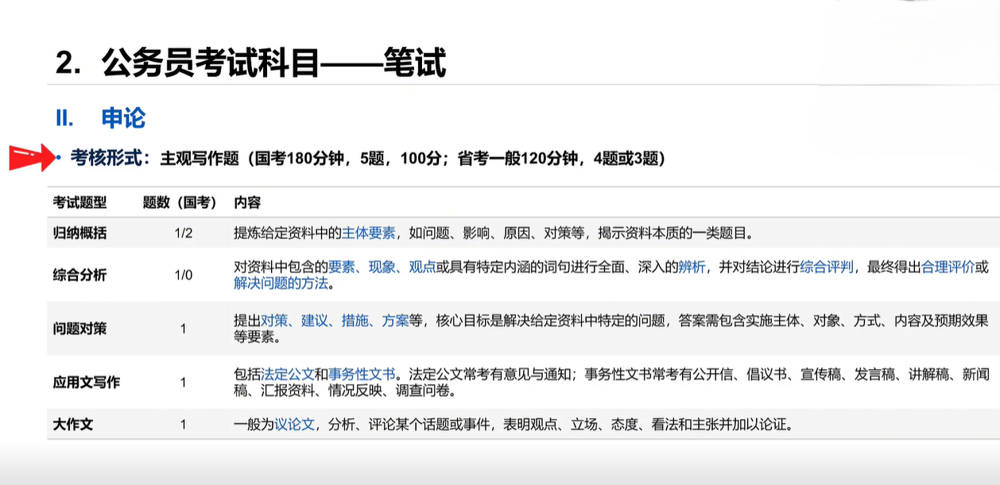 2. 公务员考试科目——笔试
II. 申论
• 考核形式：主观写作题（国考180分钟，5题，100分；省考一般120分钟，4题或3题）
考试题型 题数（国考） 内容
归纳概括 1/2 提炼给定资料中的主体要素，如问题、影响、原因、对策等，揭示资料本质的一类题目。
综合分析 1/0 对资料中包含的要素、现象、观点或具有特定内涵的词句进行全面、深入的辨析，并对结论进行综合评判，最终得出合理评价或
解决问题的方法。
问题对策 1 提出对策、建议、措施、方案等，核心目标是解决给定资料中特定的问题，答案需包含实施主体、对象、方式、内容及预期效果
等要素。
应用文写作 1 包括法定公文和事务性文书。法定公文常考有意见与通知；事务性文书常考有公开信、倡议书、宣传稿、发言稿、讲解稿、新闻
稿、汇报资料、情况反映、调查问卷。
大作文 1 一般为议论文，分析、评论某个话题或事件，表明观点、立场、态度、看法和主张并加以论证。